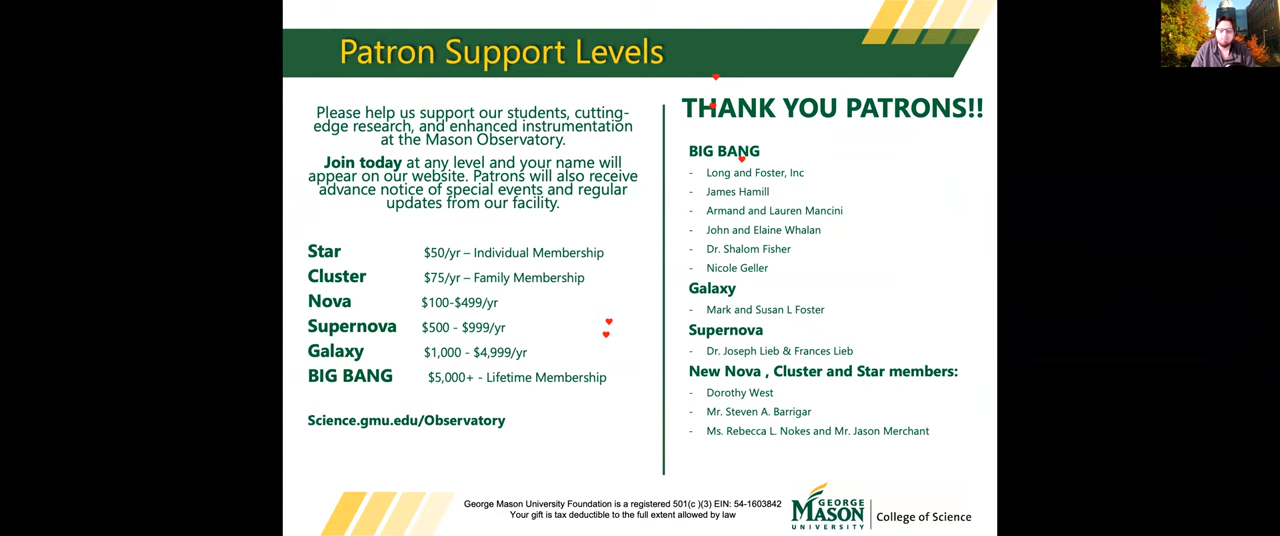 Patron Support Levels
Please help us support our students, cutting-
edge research, and enhanced instrumentation
at the Mason Observatory.
Join today at any level and your name will
appear on our website. Patrons will also receive
advance notice of special events and regular
updates from our facility.
Star $50/yr – Individual Membership
Cluster $75/yr – Family Membership
Nova $100-$499/yr
Supernova $500 - $999/yr
Galaxy $1,000 - $4,999/yr
BIG BANG $5,000+ - Lifetime Membership
Science.gmu.edu/Observatory
THANK YOU PATRONS!!
BIG BANG
- Long and Foster, Inc
- James Hamill
- Armand and Lauren Mancini
- John and Elaine Whalan
- Dr. Shalom Fisher
- Nicole Geller
Galaxy
- Mark and Susan L Foster
Supernova
- Dr. Joseph Lieb & Frances Lieb
New Nova , Cluster and Star members:
- Dorothy West
- Mr. Steven A. Barrigar
- Ms. Rebecca L. Nokes and Mr. Jason Merchant
George Mason University Foundation is a registered 501(c )(3) EIN: 54-1603842
Your gift is tax deductible to the full extent allowed by law
GEORGE
MASON
UNIVERSITY
College of Science